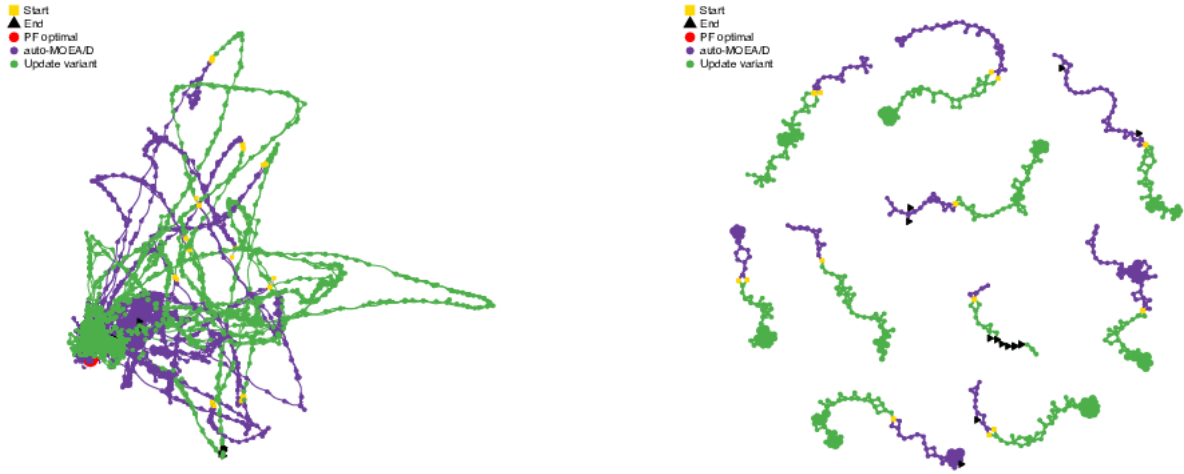 Start
End
PF optimal
auto-MOEA/D
Update variant
Start
End
PF optimal
auto-MOEA/D
Update variant